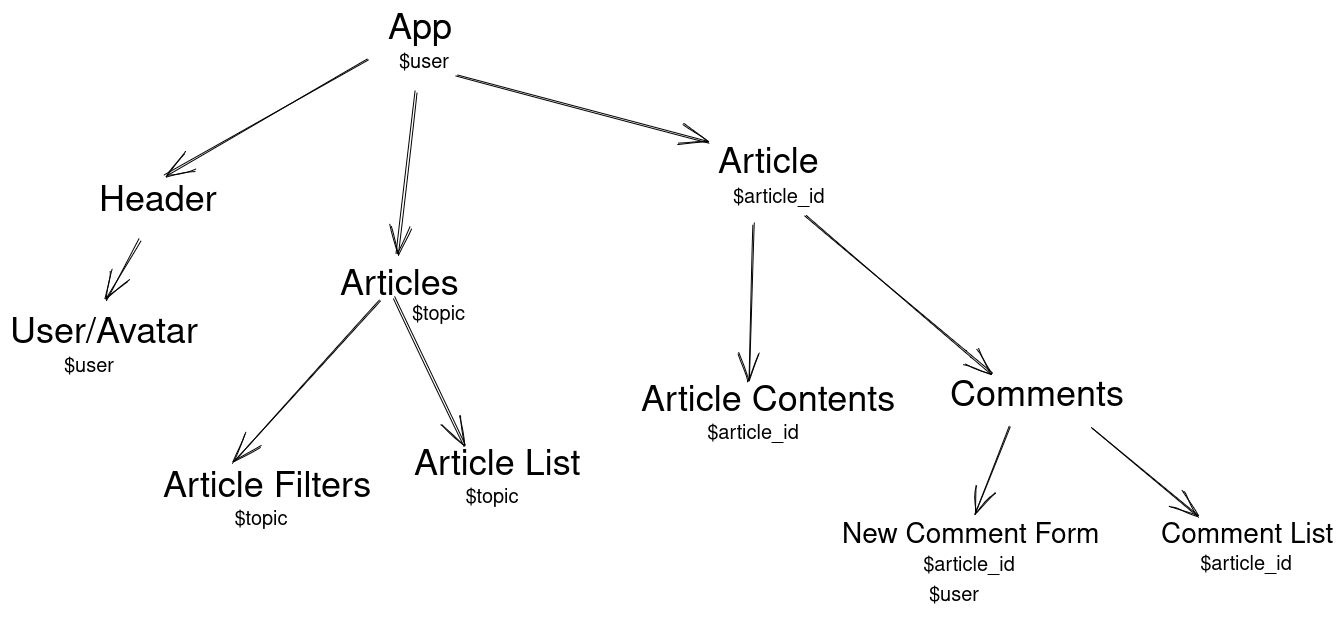 App
$user
Article
$article_id
Header
Articles
$topic
User/Avatar
$user
Article Contents
$article_id
Comments
Article Filters
$topic
Article List
$topic
New Comment Form
$article_id
$user
Comment List
$article_id